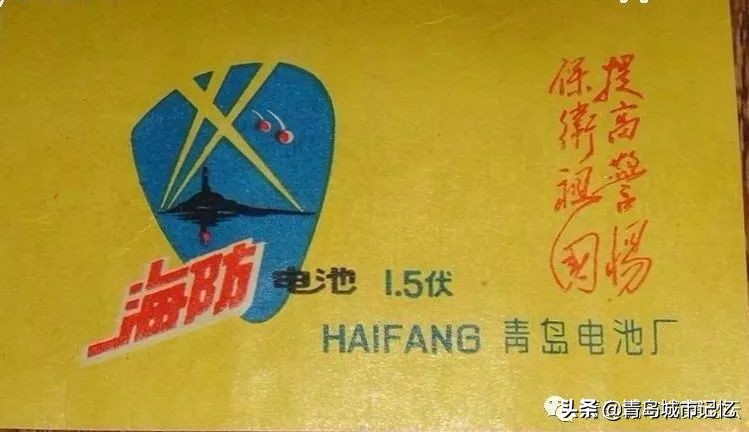 提高警惕
保衛祖國
海防
电池 1.5伏
HAIFANG 青岛电池厂
头条 @青岛城市记忆